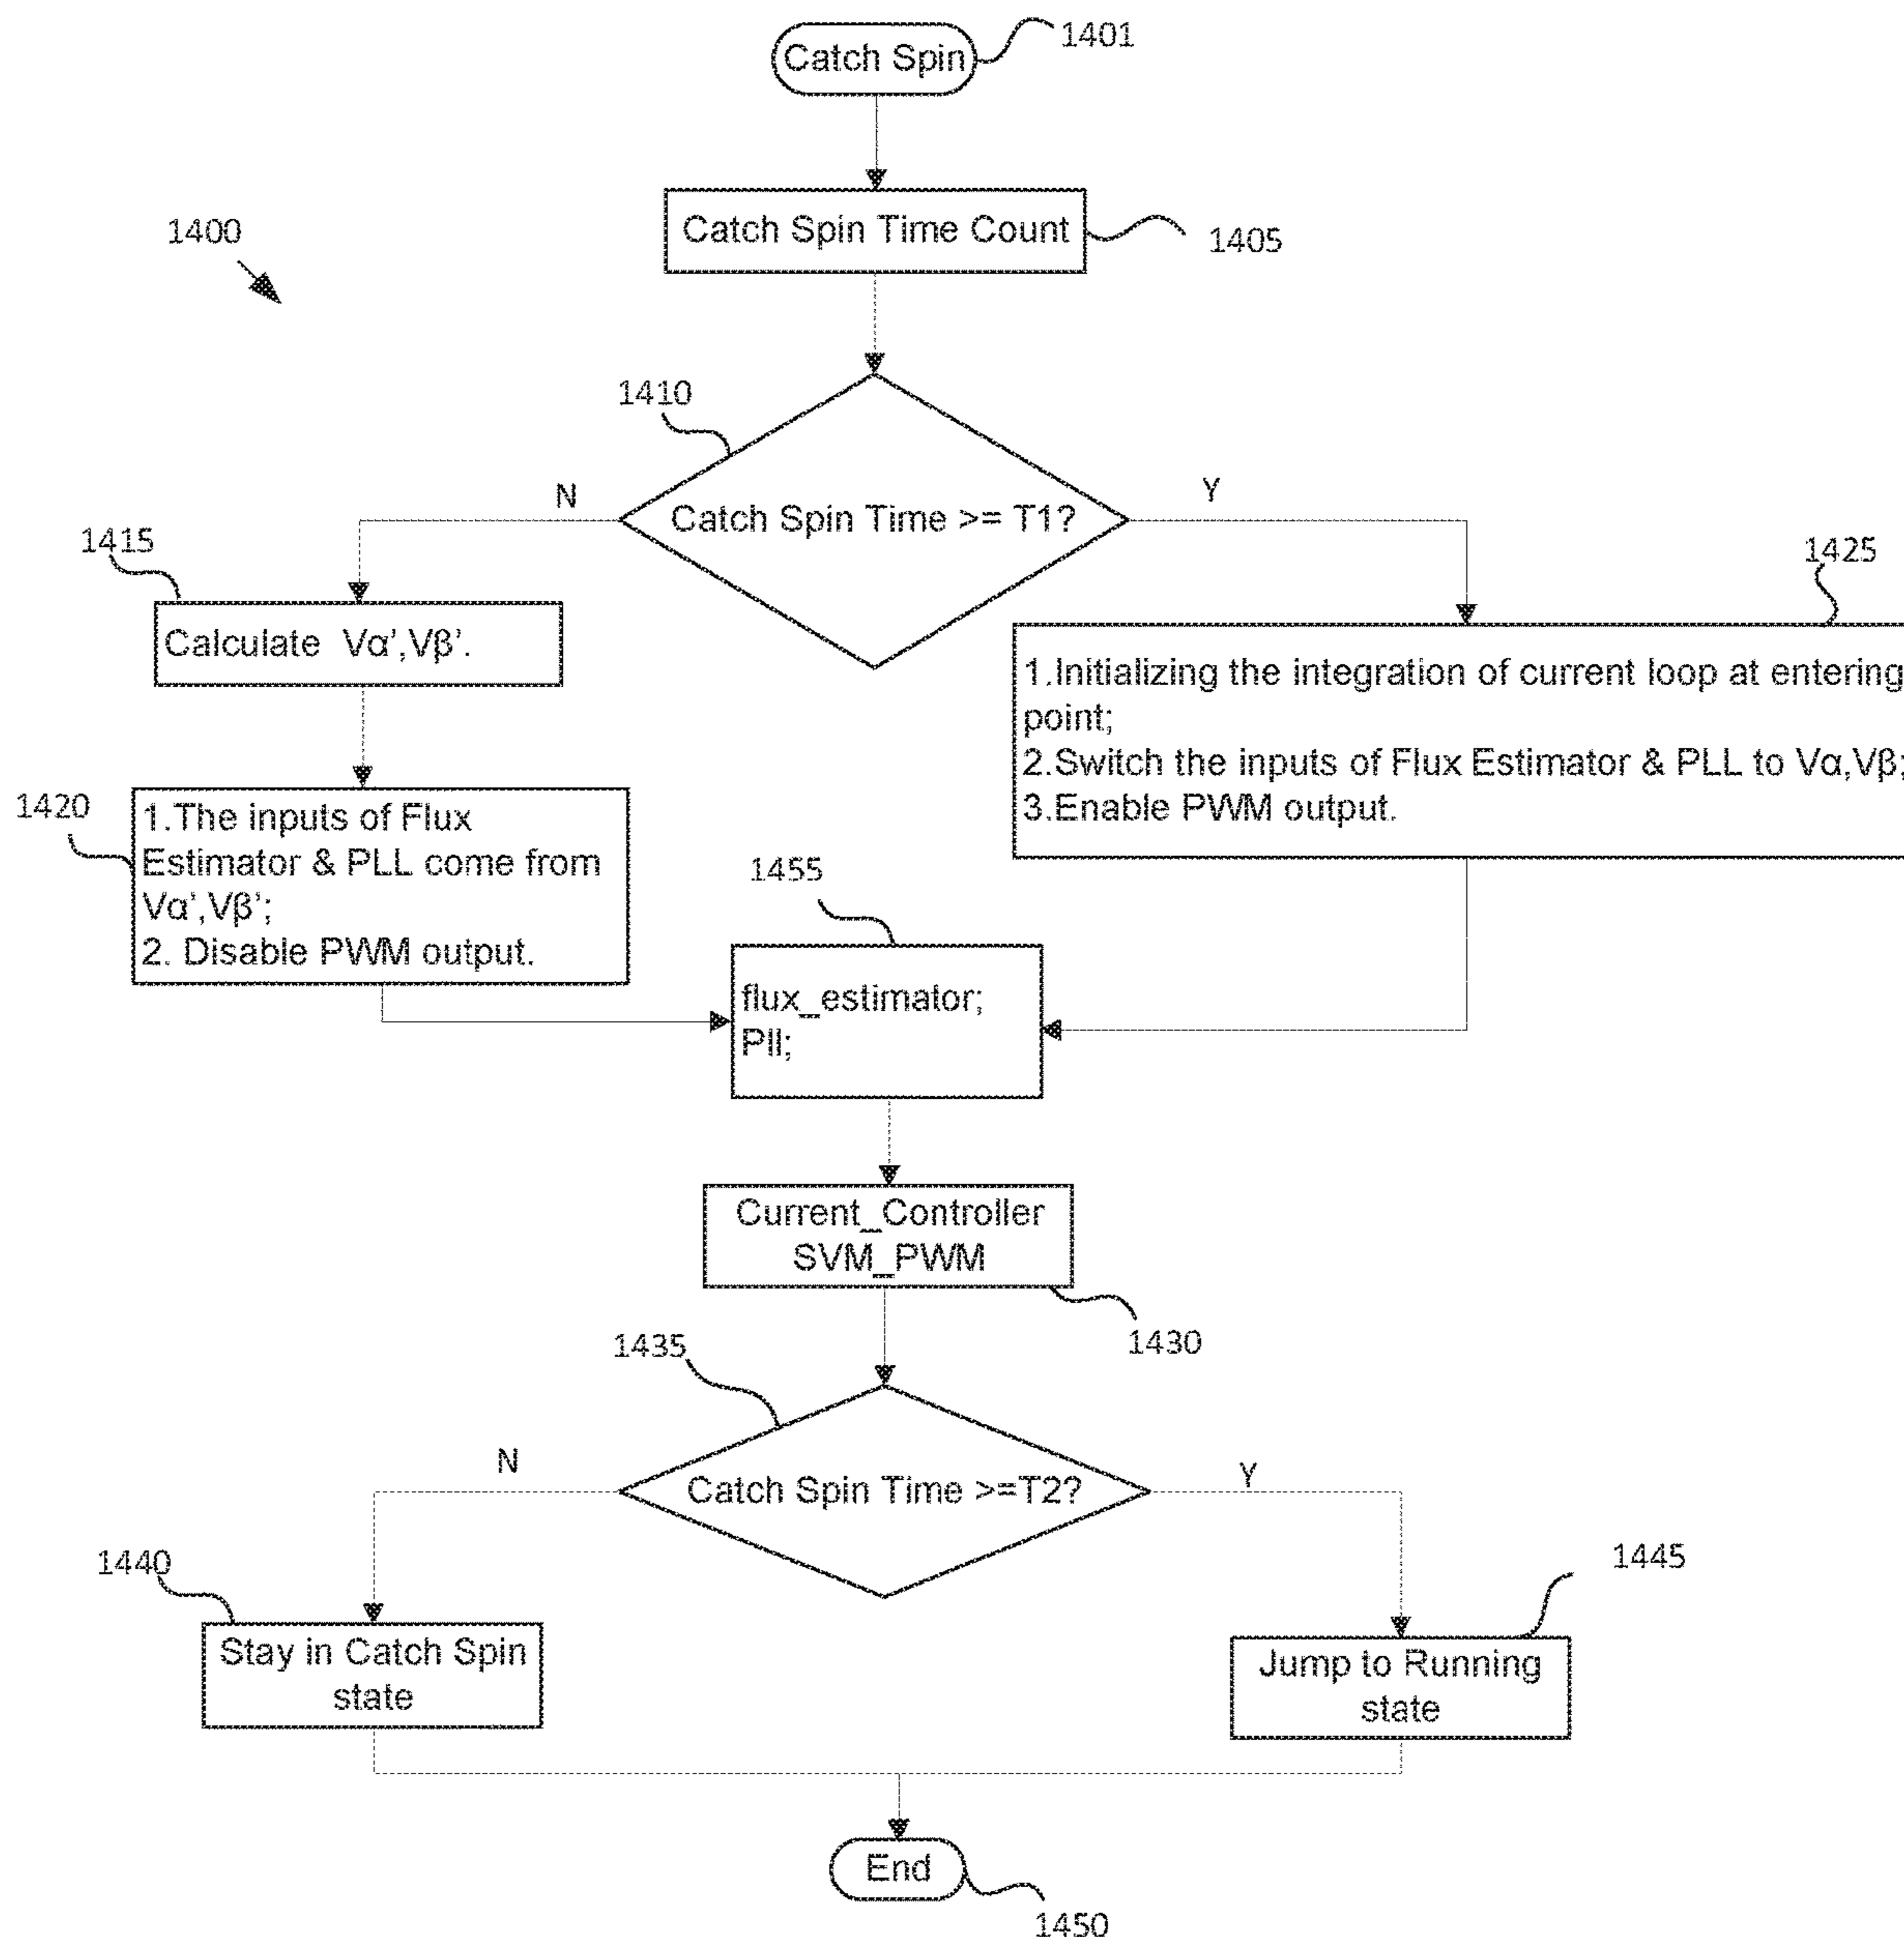 Catch Spin
1401
Catch Spin Time Count
1405
1400
1410
Catch Spin Time >= T1?
N
Y
1415
Calculate Vα’,Vβ’.
1425
1.Initializing the integration of current loop at entering
point;
2.Switch the inputs of Flux Estimator & PLL to Vα,Vβ;
3.Enable PWM output.
1420
1.The inputs of Flux
Estimator & PLL come from
Vα’,Vβ’;
2. Disable PWM output.
1455
flux_estimator;
Pll;
Current_Controller
SVM_PWM
1430
1435
Catch Spin Time >=T2?
N
Y
1440
Stay in Catch Spin
state
1445
Jump to Running
state
End
1450